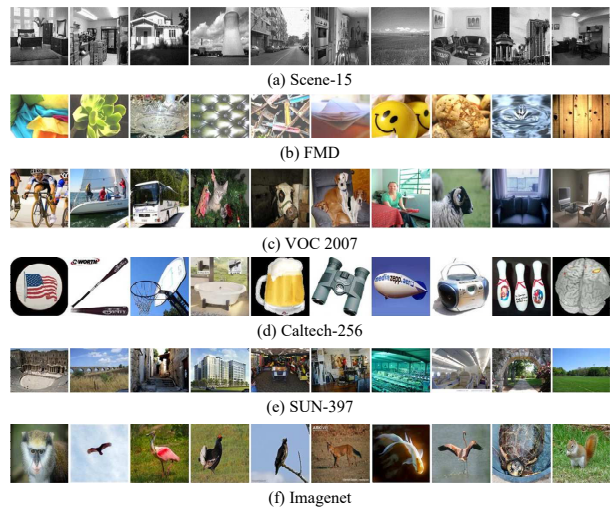 (a) Scene-15
(b) FMD
(c) VOC 2007
WORTH
(d) Caltech-256
(e) SUN-397
(f) Imagenet